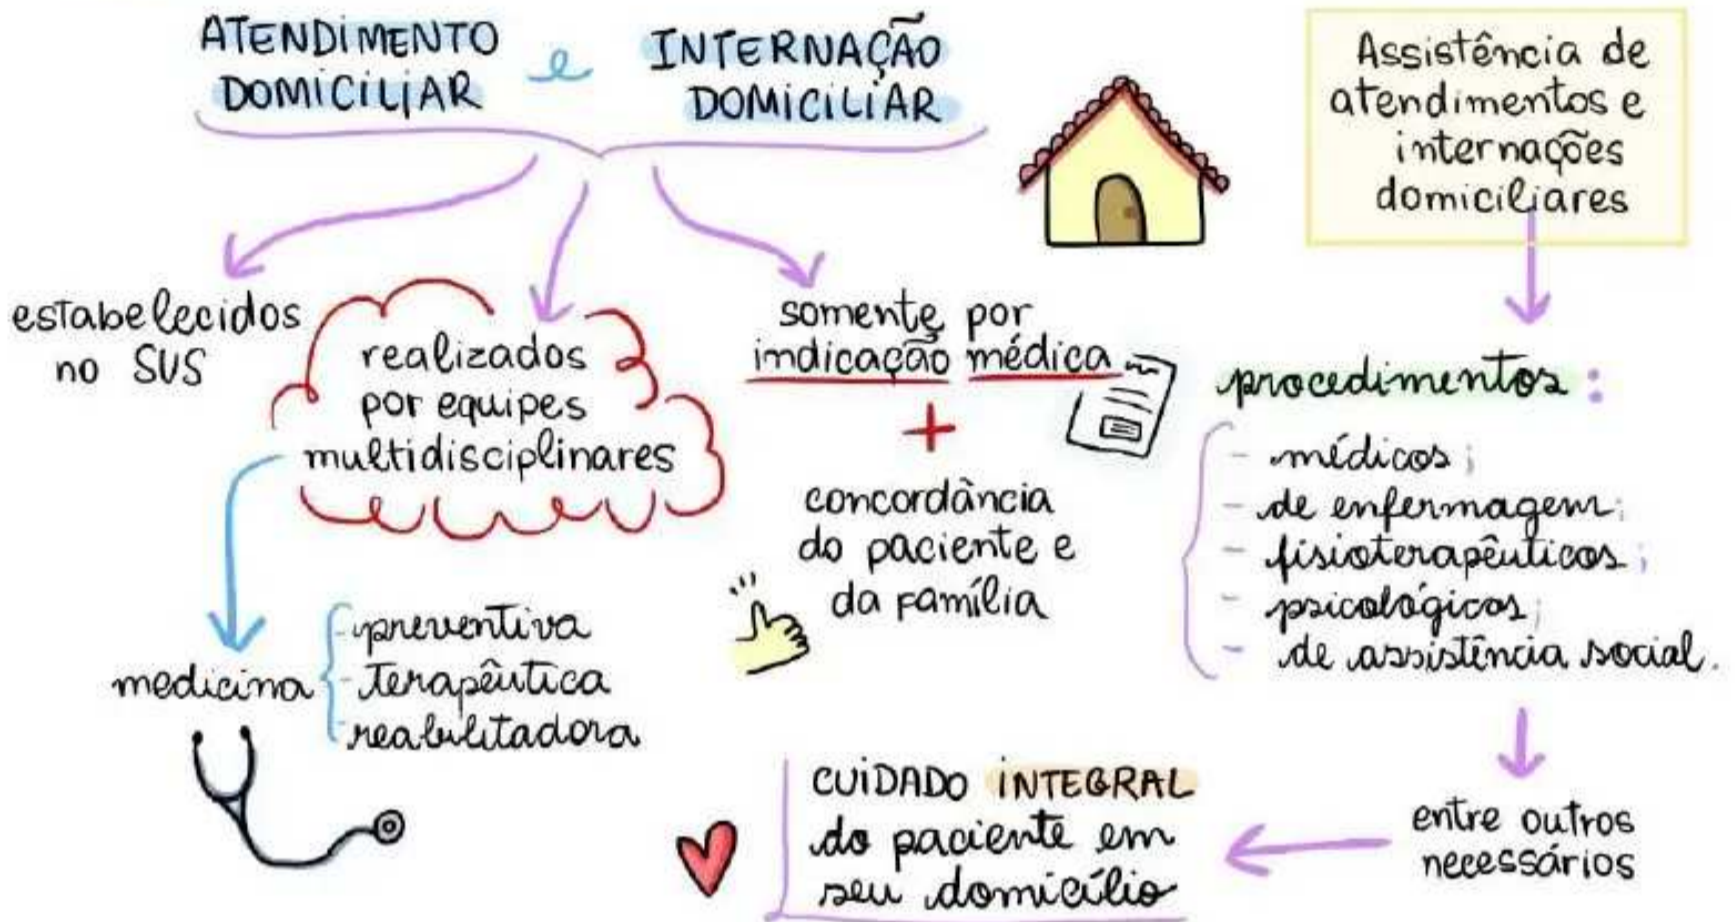 ATENDIMENTO
DOMICILIAR
e
INTERNAÇÃO
DOMICILIAR
estabelecidos
no SUS
realizados
por equipes
multidisciplinares
medicina
- preventiva
- terapêutica
- reabilitadora
somente por
indicação médica
+
concordância
do paciente e
da família
Assistência de
atendimentos e
internações
domiciliares
procedimentos:
- médicos;
- de enfermagem;
- fisioterapêuticos;
- psicológicos;
- de assistência social.
entre outros
necessários
CUIDADO INTEGRAL
do paciente em
seu domicílio